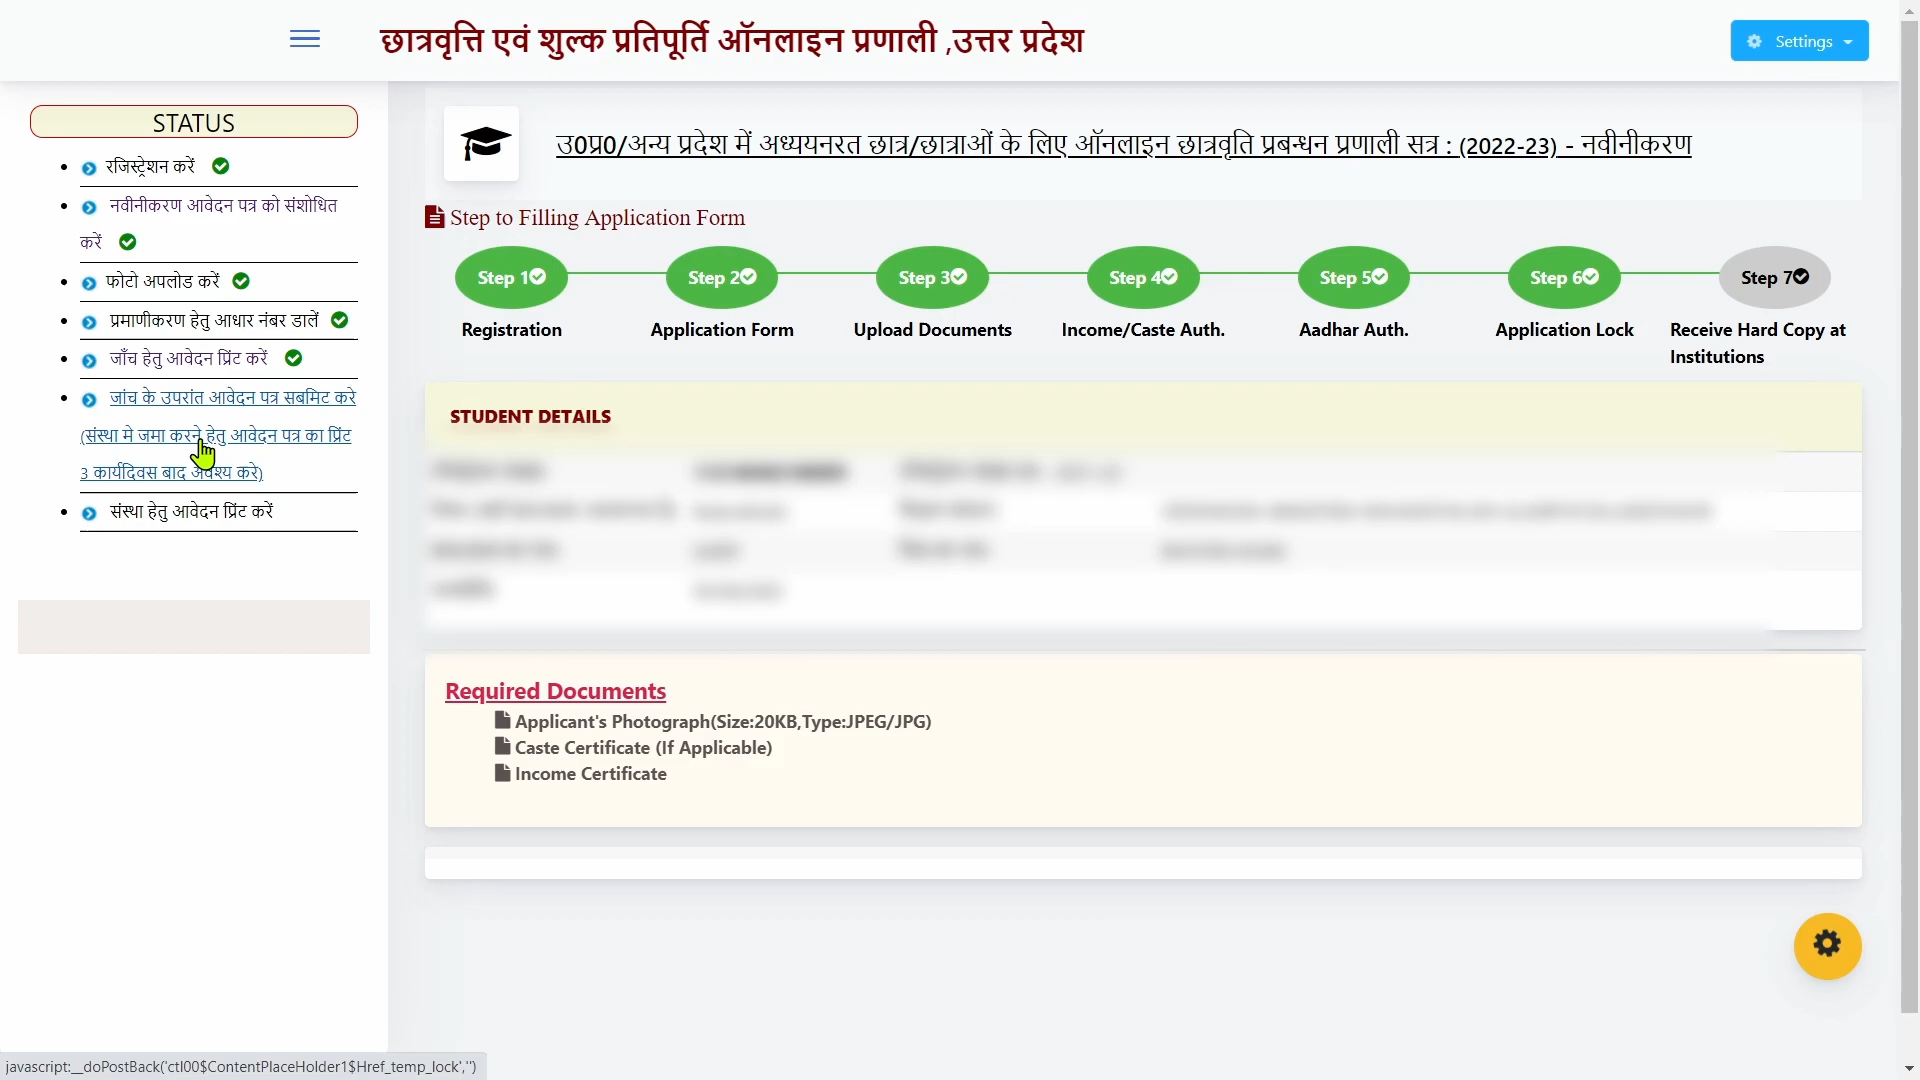 छात्रवृत्ति एवं शुल्क प्रतिपूर्ति ऑनलाइन प्रणाली ,उत्तर प्रदेश
Settings
STATUS
रजिस्ट्रेशन करें
नवीनीकरण आवेदन पत्र को संशोधित
करें
फोटो अपलोड करें
प्रमाणीकरण हेतु आधार नंबर डालें
जाँच हेतु आवेदन प्रिंट करें
जांच के उपरांत आवेदन पत्र सबमिट करे
(संस्था मे जमा करने हेतु आवेदन पत्र का प्रिंट
3 कार्यदिवस बाद अवश्य करे)
संस्था हेतु आवेदन प्रिंट करें
उ0प्र0/अन्य प्रदेश में अध्ययनरत छात्र/छात्राओं के लिए ऑनलाइन छात्रवृति प्रबन्धन प्रणाली सत्र : (2022-23) - नवीनीकरण
Step to Filling Application Form
Step 1 Step 2 Step 3 Step 4 Step 5 Step 6 Step 7
Registration Application Form Upload Documents Income/Caste Auth. Aadhar Auth. Application Lock Receive Hard Copy at
Institutions
STUDENT DETAILS
Required Documents
Applicant's Photograph(Size:20KB,Type:JPEG/JPG)
Caste Certificate (If Applicable)
Income Certificate
javascript:__doPostBack('ctl00$ContentPlaceHolder1$Href_temp_lock','')